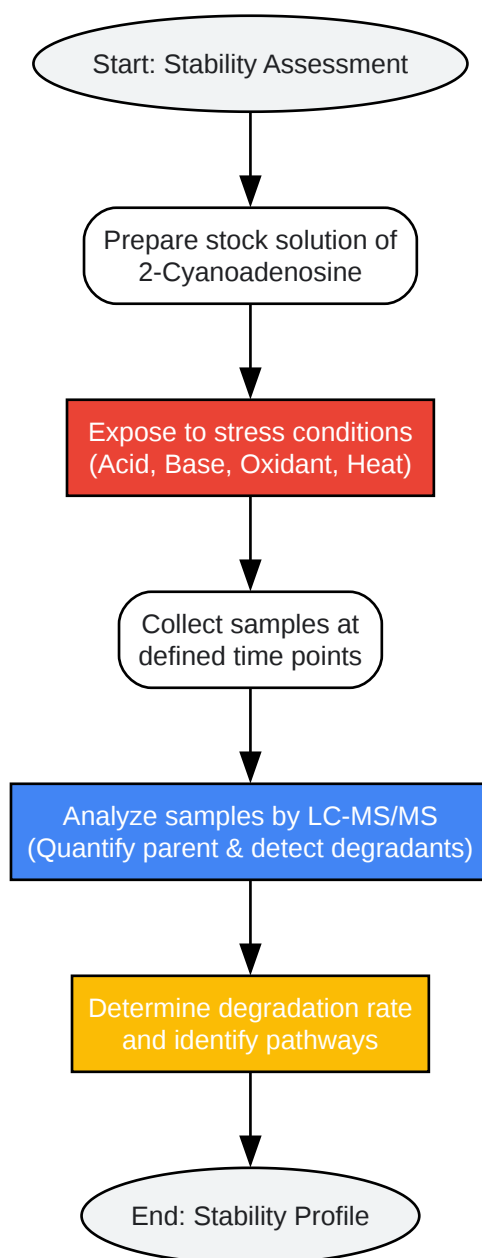 Start: Stability Assessment
Prepare stock solution of
2-Cyanoadenosine
Expose to stress conditions
(Acid, Base, Oxidant, Heat)
Collect samples at
defined time points
Analyze samples by LC-MS/MS
(Quantify parent & detect degradants)
Determine degradation rate
and identify pathways
End: Stability Profile